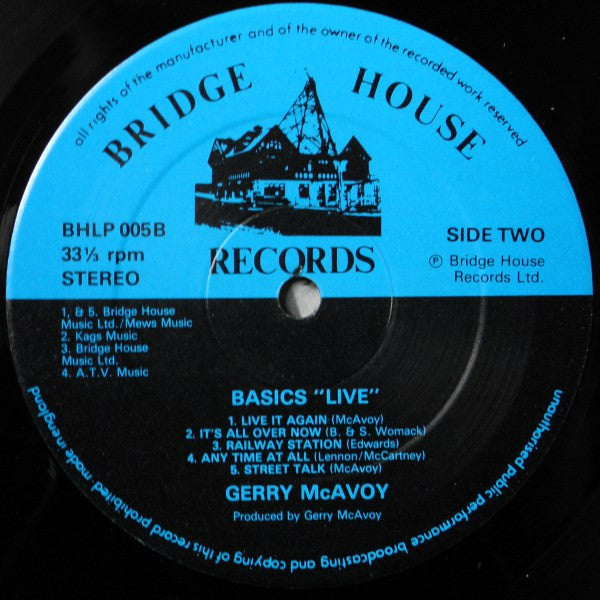 all rights of the manufacturer and of the owner of the recorded work reserved
BRIDGE HOUSE
RECORDS
BHLP 005B
33⅓ rpm
STEREO
SIDE TWO
℗ Bridge House
Records Ltd.
1, & 5. Bridge House
Music Ltd./Mews Music
2. Kags Music
3. Bridge House
Music Ltd.
4. A.T.V. Music
BASICS "LIVE"
1. LIVE IT AGAIN (McAvoy)
2. IT'S ALL OVER NOW (B. & S. Womack)
3. RAILWAY STATION (Edwards)
4. ANY TIME AT ALL (Lennon/McCartney)
5. STREET TALK (McAvoy)
GERRY McAVOY
Produced by Gerry McAvoy
unauthorised public performance broadcasting and copying of this record prohibited made in england